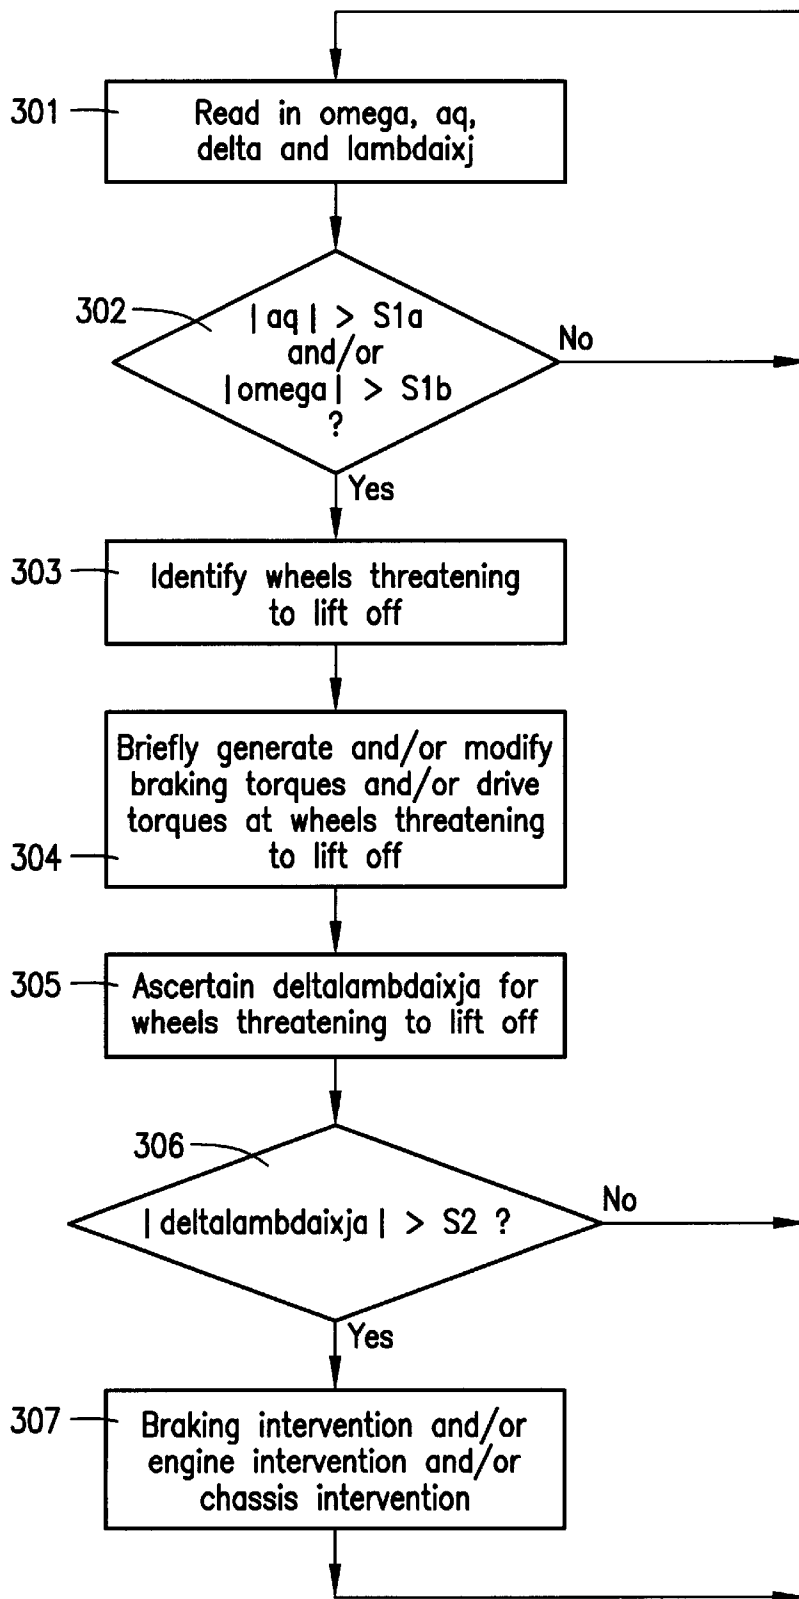 301
Read in omega, aq,
delta and lambdaixj
302
|aq| > S1a
and/or
|omega| > S1b
?
No
Yes
303
Identify wheels threatening
to lift off
Briefly generate and/or modify
braking torques and/or drive
torques at wheels threatening
to lift off
304
305
Ascertain deltalambdaixja for
wheels threatening to lift off
306
|deltalambdaixja| > S2 ?
No
Yes
307
Braking intervention and/or
engine intervention and/or
chassis intervention